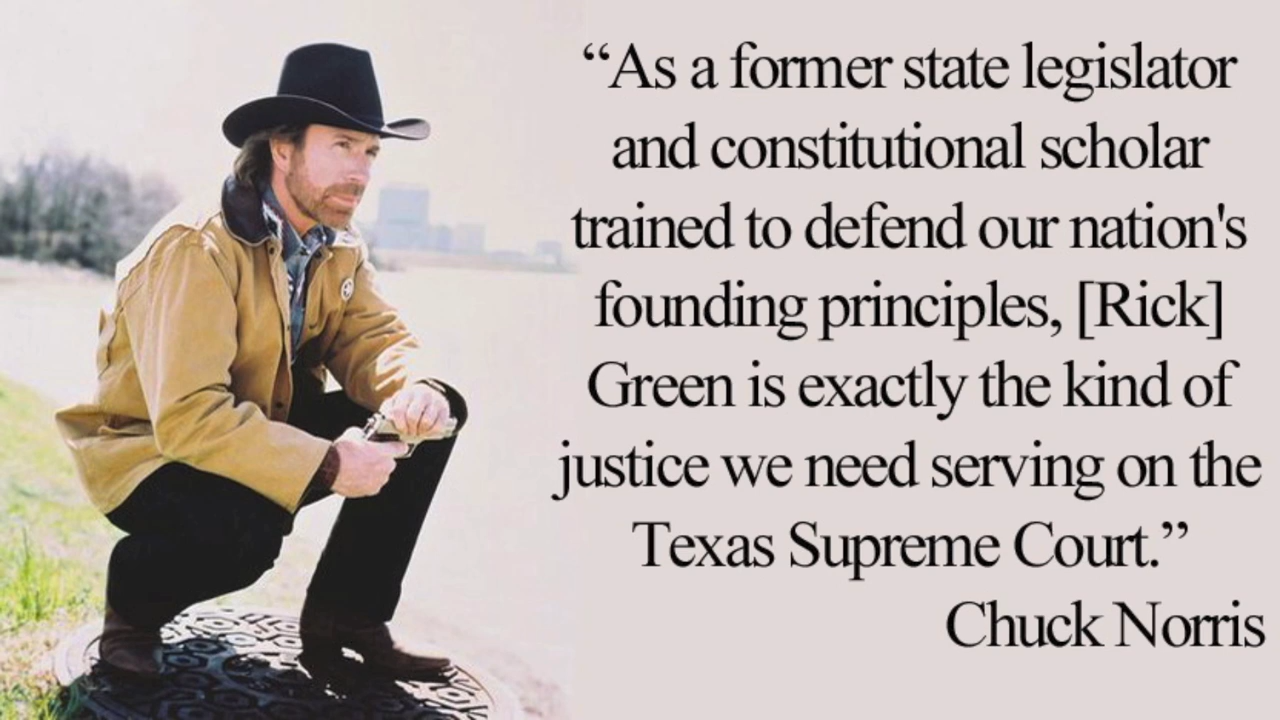 “As a former state legislator
and constitutional scholar
trained to defend our nation's
founding principles, [Rick]
Green is exactly the kind of
justice we need serving on the
Texas Supreme Court.”
Chuck Norris